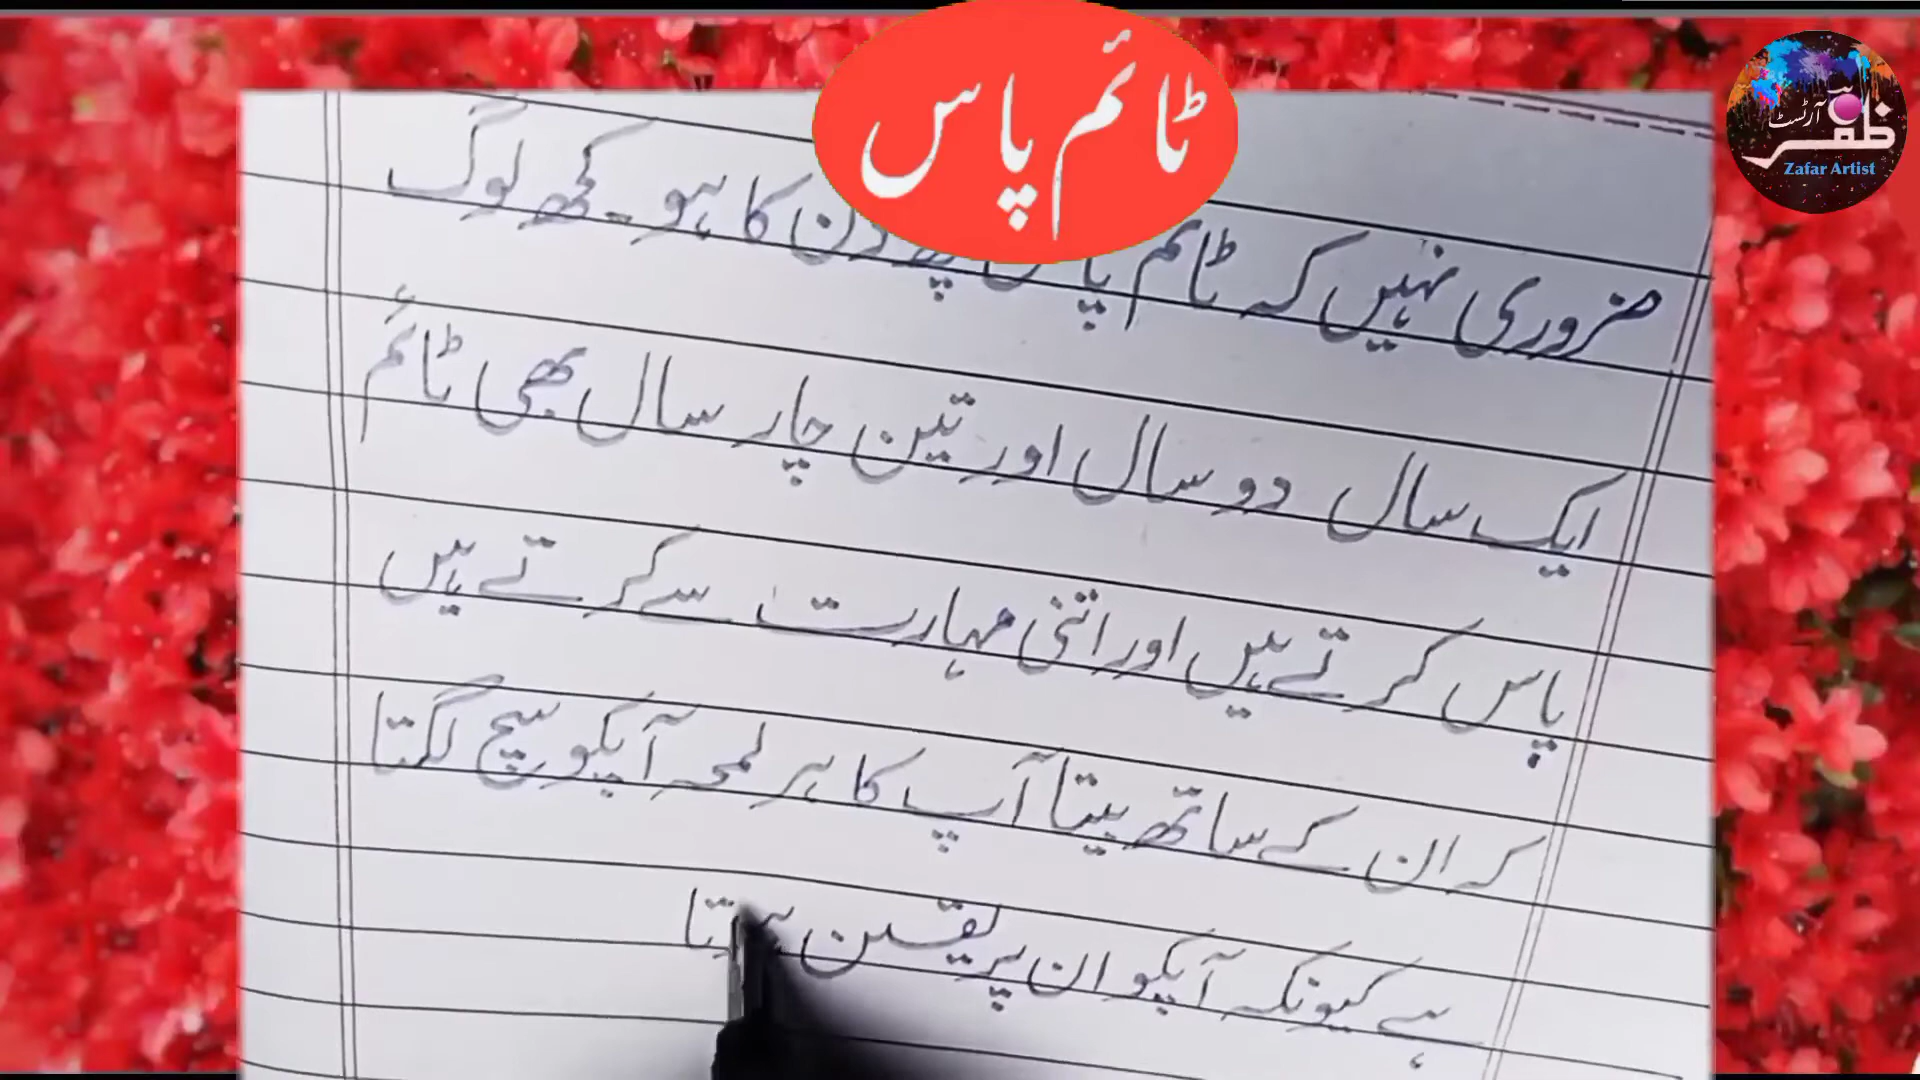 ٹائم پاس
ظفر آرٹسٹ
Zafar Artist
ضروری نہیں کہ ٹائم پاس چند دن کا ہو۔ کچھ لوگ
ایک سال دو سال اور تین چار سال بھی ٹائم
پاس کرتے ہیں اور اتنی مہارت سے کرتے ہیں
کہ ان کے ساتھ بیتا آپ کا ہر لمحہ آپکو سچ لگتا
ہے کیونکہ آپکو ان پر یقین ہوتا